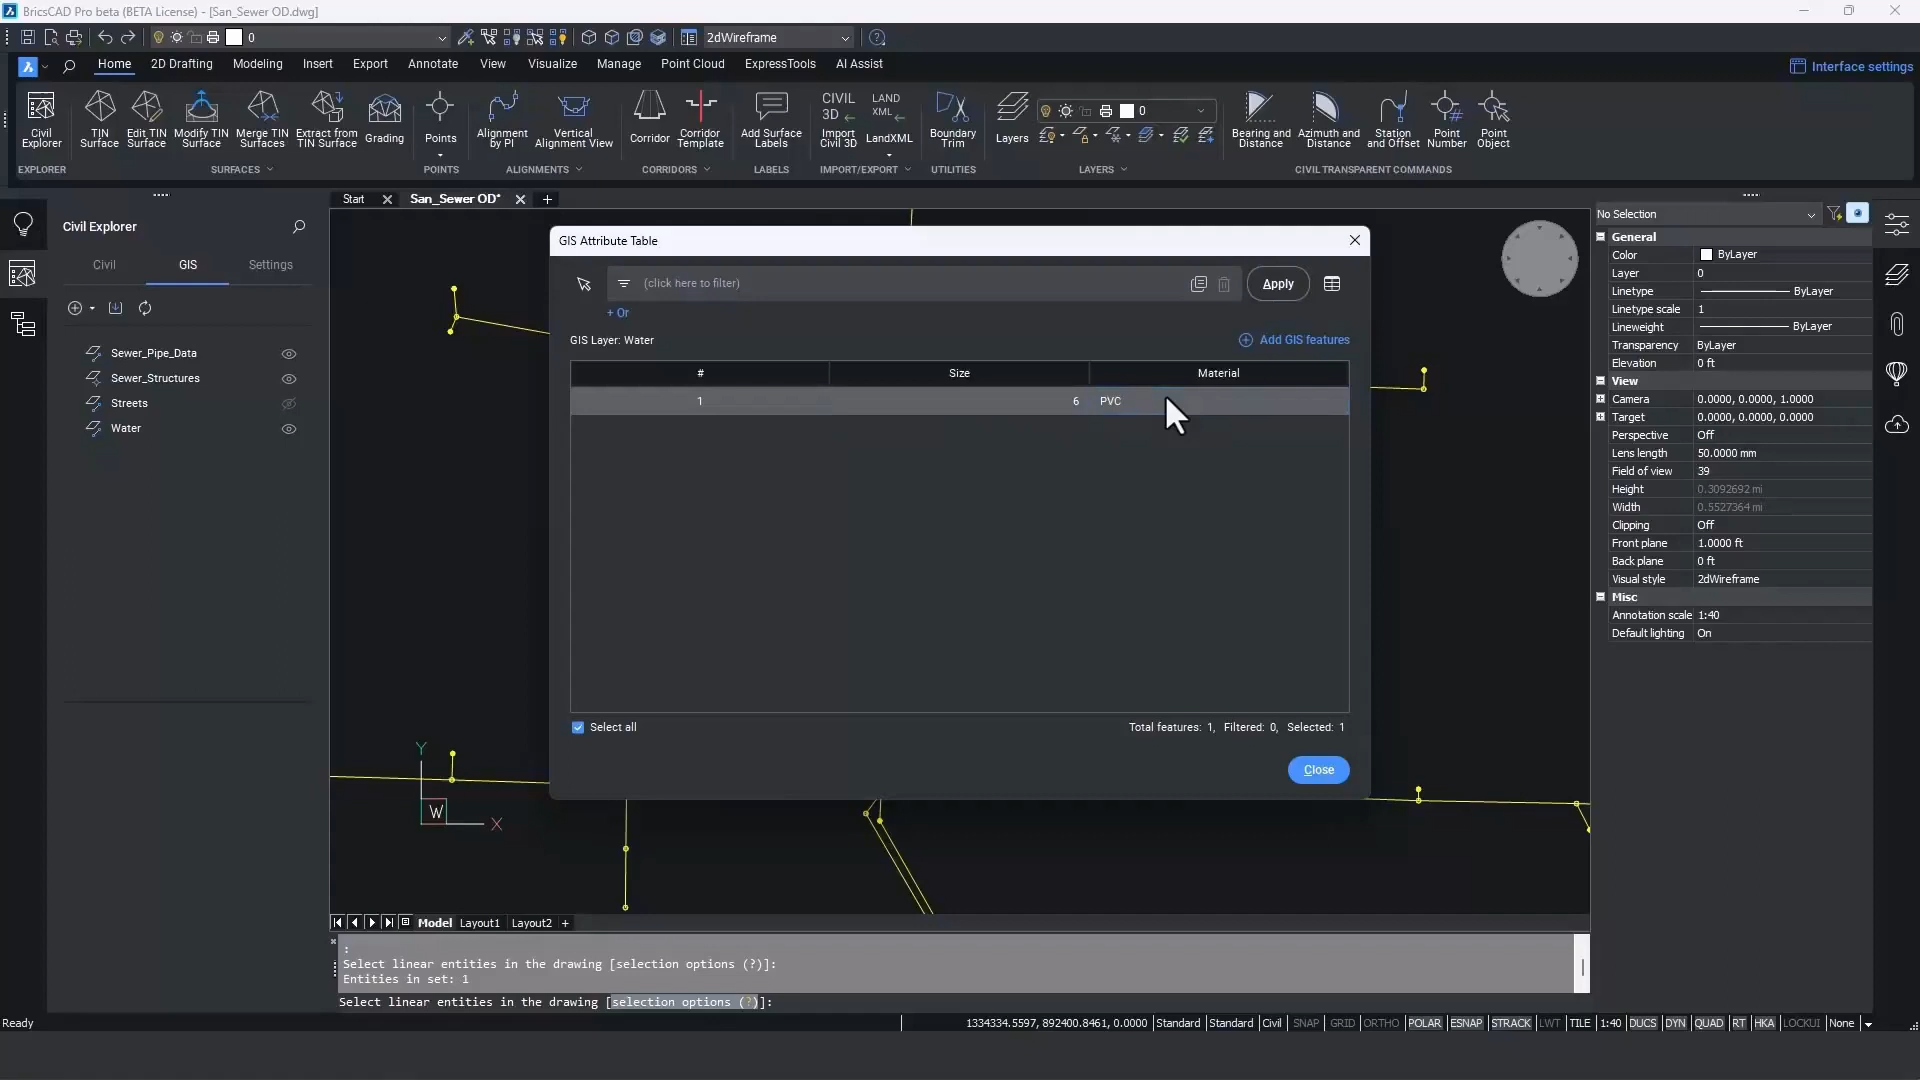 BricsCAD Pro beta (BETA License) - [San_Sewer OD.dwg]
0
2dWireframe
Home 2D Drafting Modeling Insert Export Annotate View Visualize Manage Point Cloud ExpressTools AI Assist
Interface settings
Civil Explorer
TIN Surface
Edit TIN Surface
Modify TIN Surface
Merge TIN Surfaces
Extract from TIN Surface
Grading
Points
Alignment by PI
Vertical Alignment View
Corridor
Corridor Template
Add Surface Labels
CIVIL 3D
Import Civil 3D
LAND XML
LandXML
Boundary Trim
Layers
0
Bearing and Distance
Azimuth and Distance
Station and Offset
Point Number
Point Object
EXPLORER SURFACES POINTS ALIGNMENTS CORRIDORS LABELS IMPORT/EXPORT UTILITIES LAYERS CIVIL TRANSPARENT COMMANDS
Start San_Sewer OD*
Civil Explorer
Civil GIS Settings
Sewer_Pipe_Data
Sewer_Structures
Streets
Water
GIS Attribute Table
(click here to filter)
Apply
+ Or
GIS Layer: Water
Add GIS features
# Size Material
1 6 PVC
Select all
Total features: 1, Filtered: 0, Selected: 1
Close
No Selection
General
Color ByLayer
Layer 0
Linetype ByLayer
Linetype scale 1
Lineweight ByLayer
Transparency ByLayer
Elevation 0 ft
View
Camera 0.0000, 0.0000, 1.0000
Target 0.0000, 0.0000, 0.0000
Perspective Off
Lens length 50.0000 mm
Field of view 39
Height 0.3092692 mi
Width 0.5527364 mi
Clipping Off
Front plane 1.0000 ft
Back plane 0 ft
Visual style 2dWireframe
Misc
Annotation scale 1:40
Default lighting On
Y
W
X
Model Layout1 Layout2 +
:
Select linear entities in the drawing [selection options (?)]:
Entities in set: 1
Select linear entities in the drawing [selection options (?)]:
Ready
1334334.5597, 892400.8461, 0.0000 Standard Standard Civil SNAP GRID ORTHO POLAR ESNAP STRACK LWT TILE 1:40 DUCS DYN QUAD RT HKA LOCKUI None